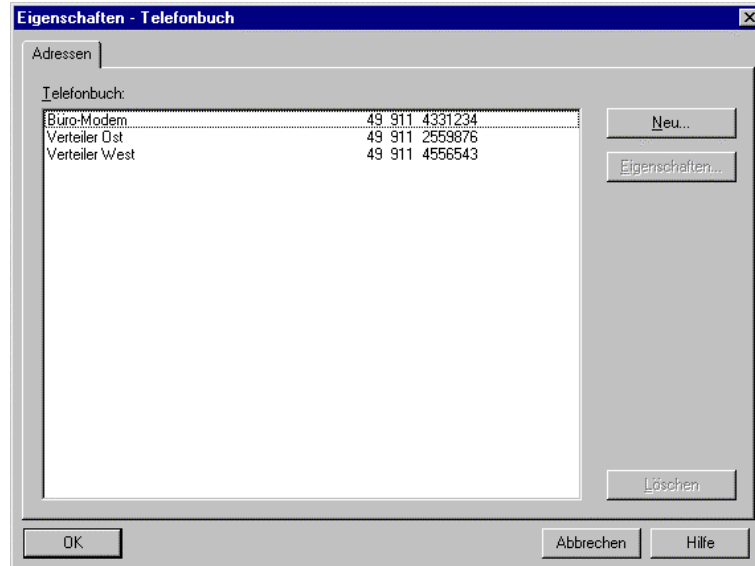 Eigenschaften - Telefonbuch
Adressen
Telefonbuch:
Büro-Modem 49 911 4331234
Verteiler Ost 49 911 2559876
Verteiler West 49 911 4556543
Neu...
Eigenschaften...
Löschen
OK
Abbrechen
Hilfe